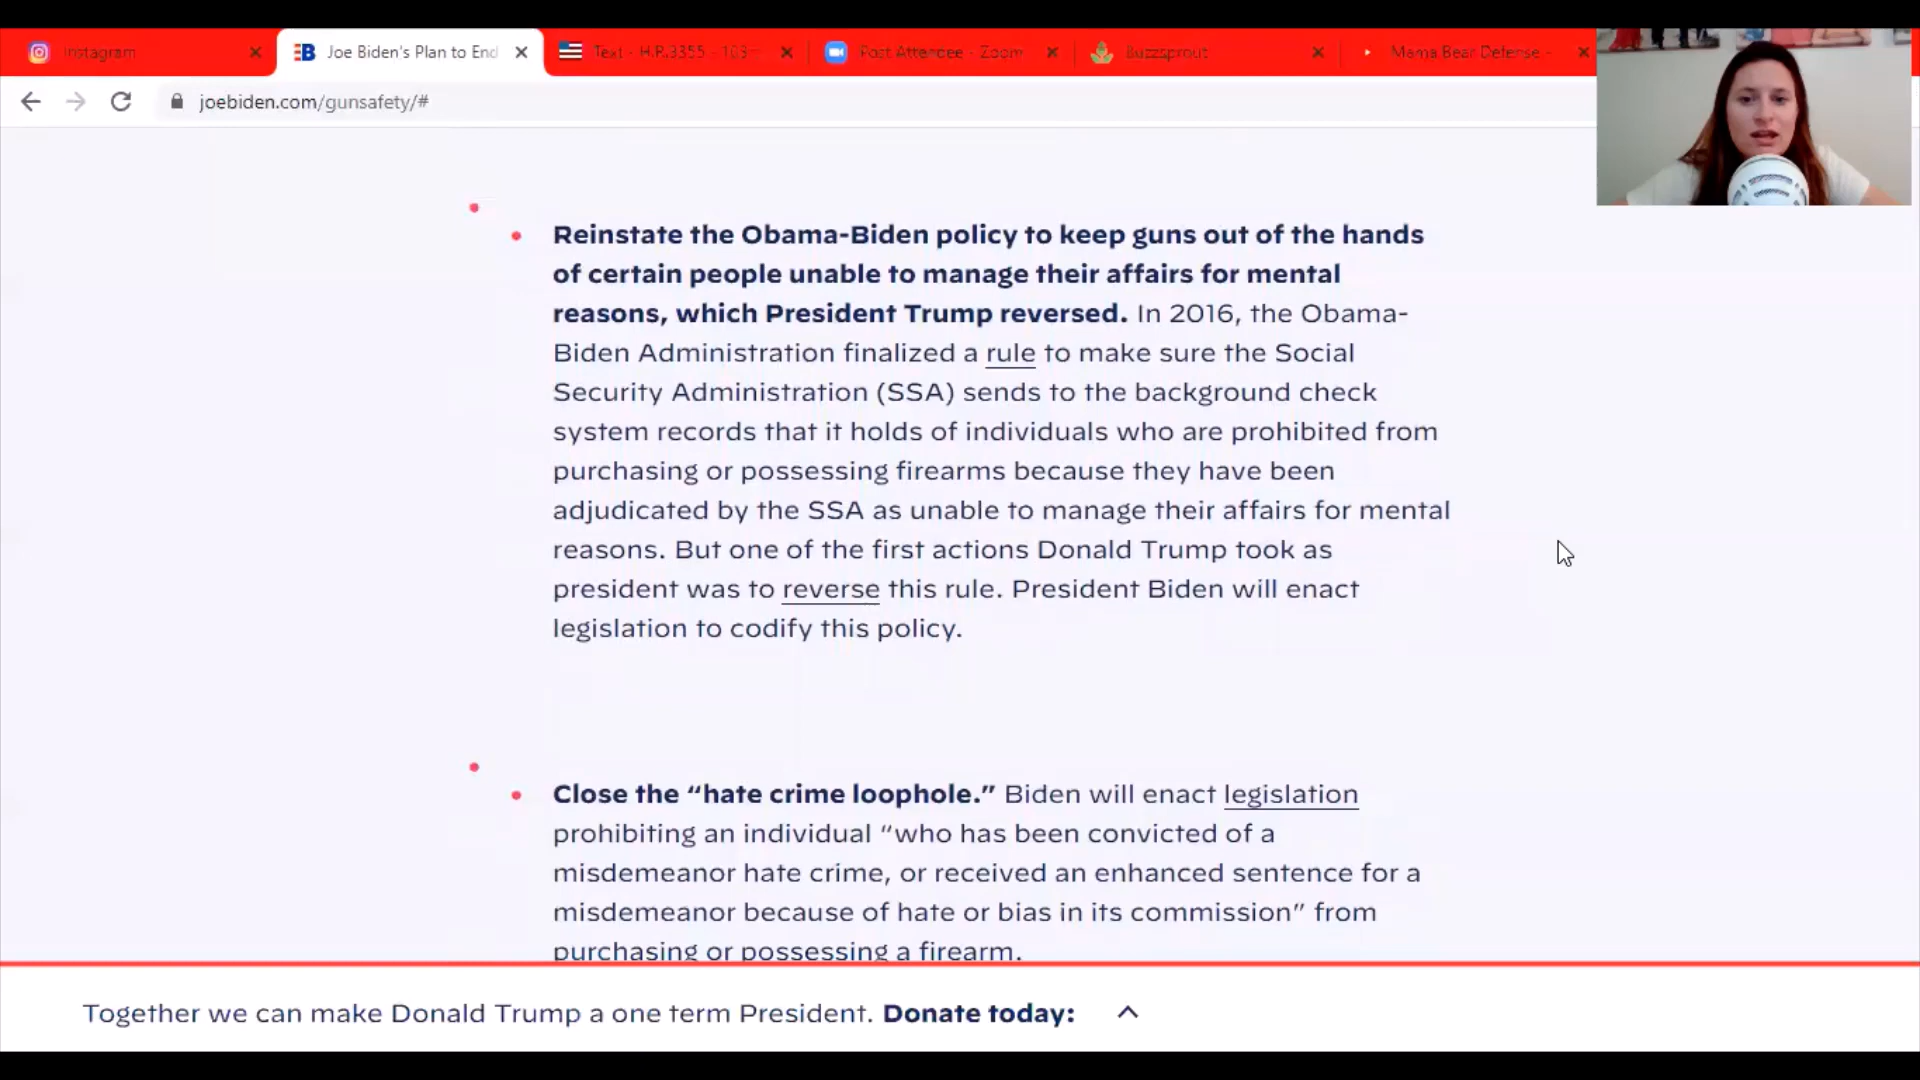 Instagram
Joe Biden's Plan to End
Text - H.R.3355 - 103
Post Attendee - Zoom
Buzzsprout
Mama Bear Defense -
joebiden.com/gunsafety/#
Reinstate the Obama-Biden policy to keep guns out of the hands
of certain people unable to manage their affairs for mental
reasons, which President Trump reversed. In 2016, the Obama-
Biden Administration finalized a rule to make sure the Social
Security Administration (SSA) sends to the background check
system records that it holds of individuals who are prohibited from
purchasing or possessing firearms because they have been
adjudicated by the SSA as unable to manage their affairs for mental
reasons. But one of the first actions Donald Trump took as
president was to reverse this rule. President Biden will enact
legislation to codify this policy.
Close the “hate crime loophole.” Biden will enact legislation
prohibiting an individual “who has been convicted of a
misdemeanor hate crime, or received an enhanced sentence for a
misdemeanor because of hate or bias in its commission” from
purchasing or possessing a firearm.
Together we can make Donald Trump a one term President. Donate today: